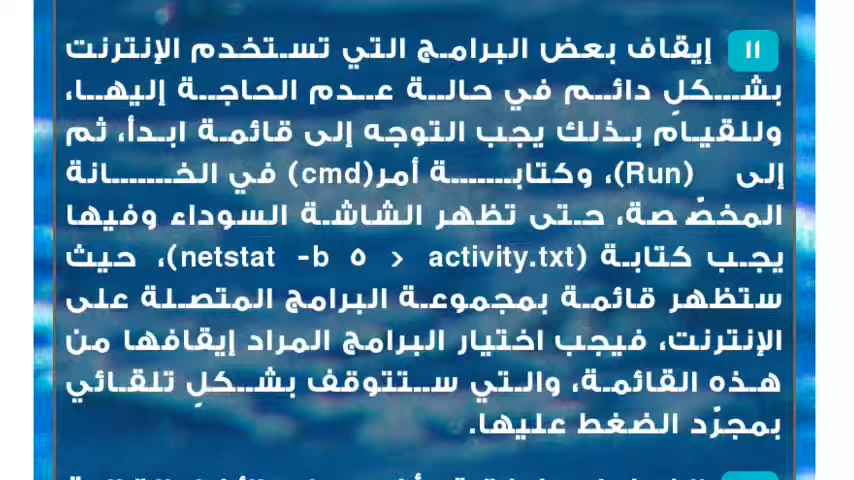 ١١ إيقاف بعض البرامج التي تستخدم الإنترنت
بشكلِ دائم في حالة عدم الحاجة إليها،
وللقيام بذلك يجب التوجه إلى قائمة ابدأ، ثم
إلى (Run)، وكتابة أمر(cmd) في الخانة
المخصّصة، حتى تظهر الشاشة السوداء وفيها
يجب كتابة (netstat -b ٥ > activity.txt)، حيث
ستظهر قائمة بمجموعة البرامج المتصلة على
الإنترنت، فيجب اختيار البرامج المراد إيقافها من
هذه القائمة، والتي ستتوقف بشكلِ تلقائي
بمجرّد الضغط عليها.